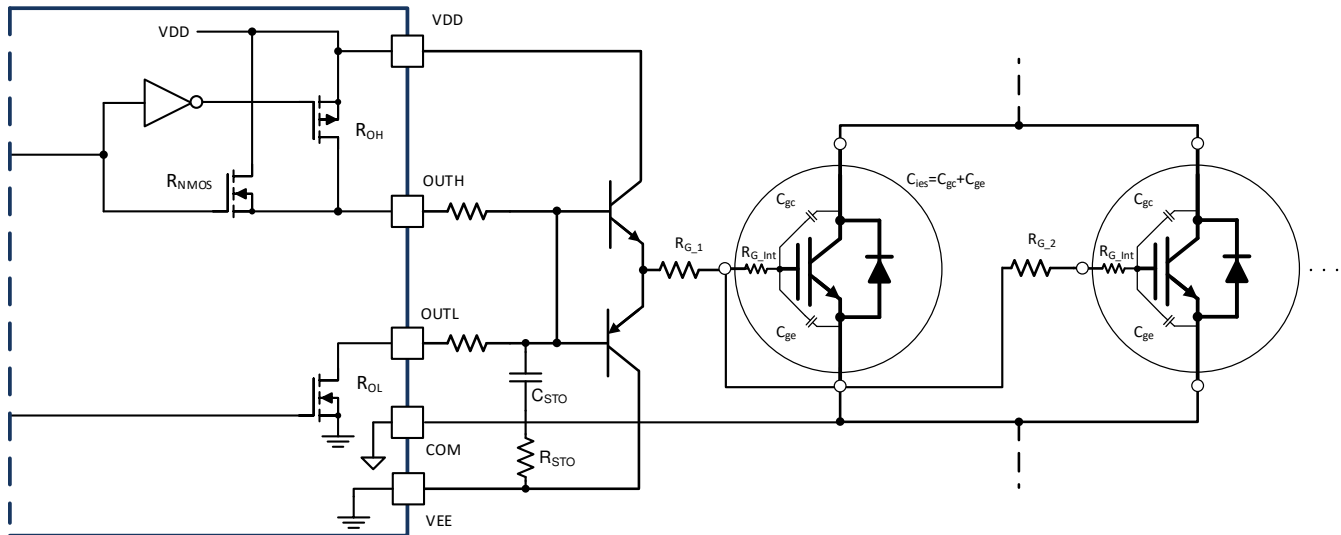 VDD
VDD
ROH
RNMOS
OUTH
OUTL
ROL
CSTO
COM
RSTO
VEE
RG_1
Cies=Cgc+Cge
Cgc
RG_Int
Cge
RG_2
Cgc
RG_Int
Cge
. . .